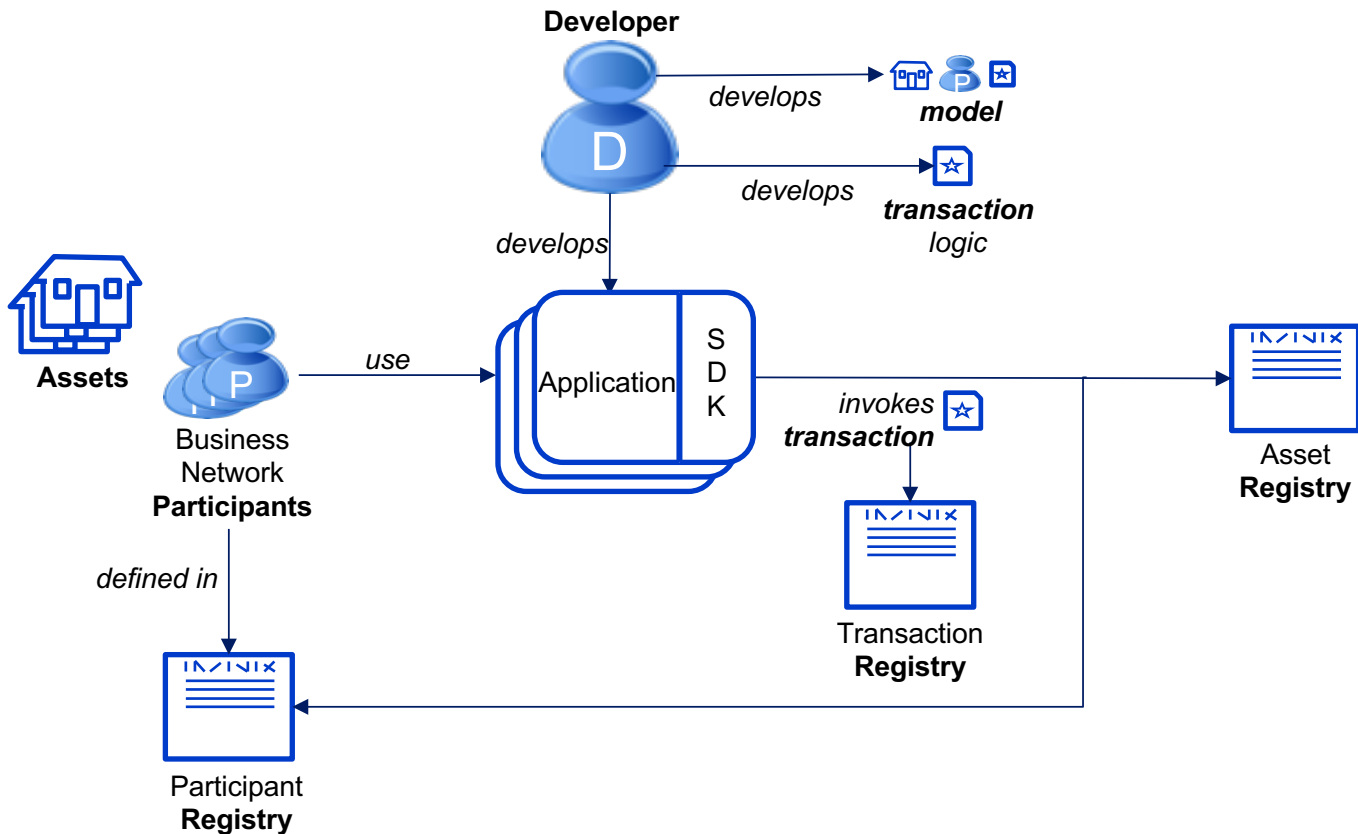 Developer
D
develops
P
model
develops
transaction
logic
develops
Assets
P
Business
Network
Participants
use
Application
S
D
K
invokes
transaction
Asset
Registry
Transaction
Registry
defined in
Participant
Registry